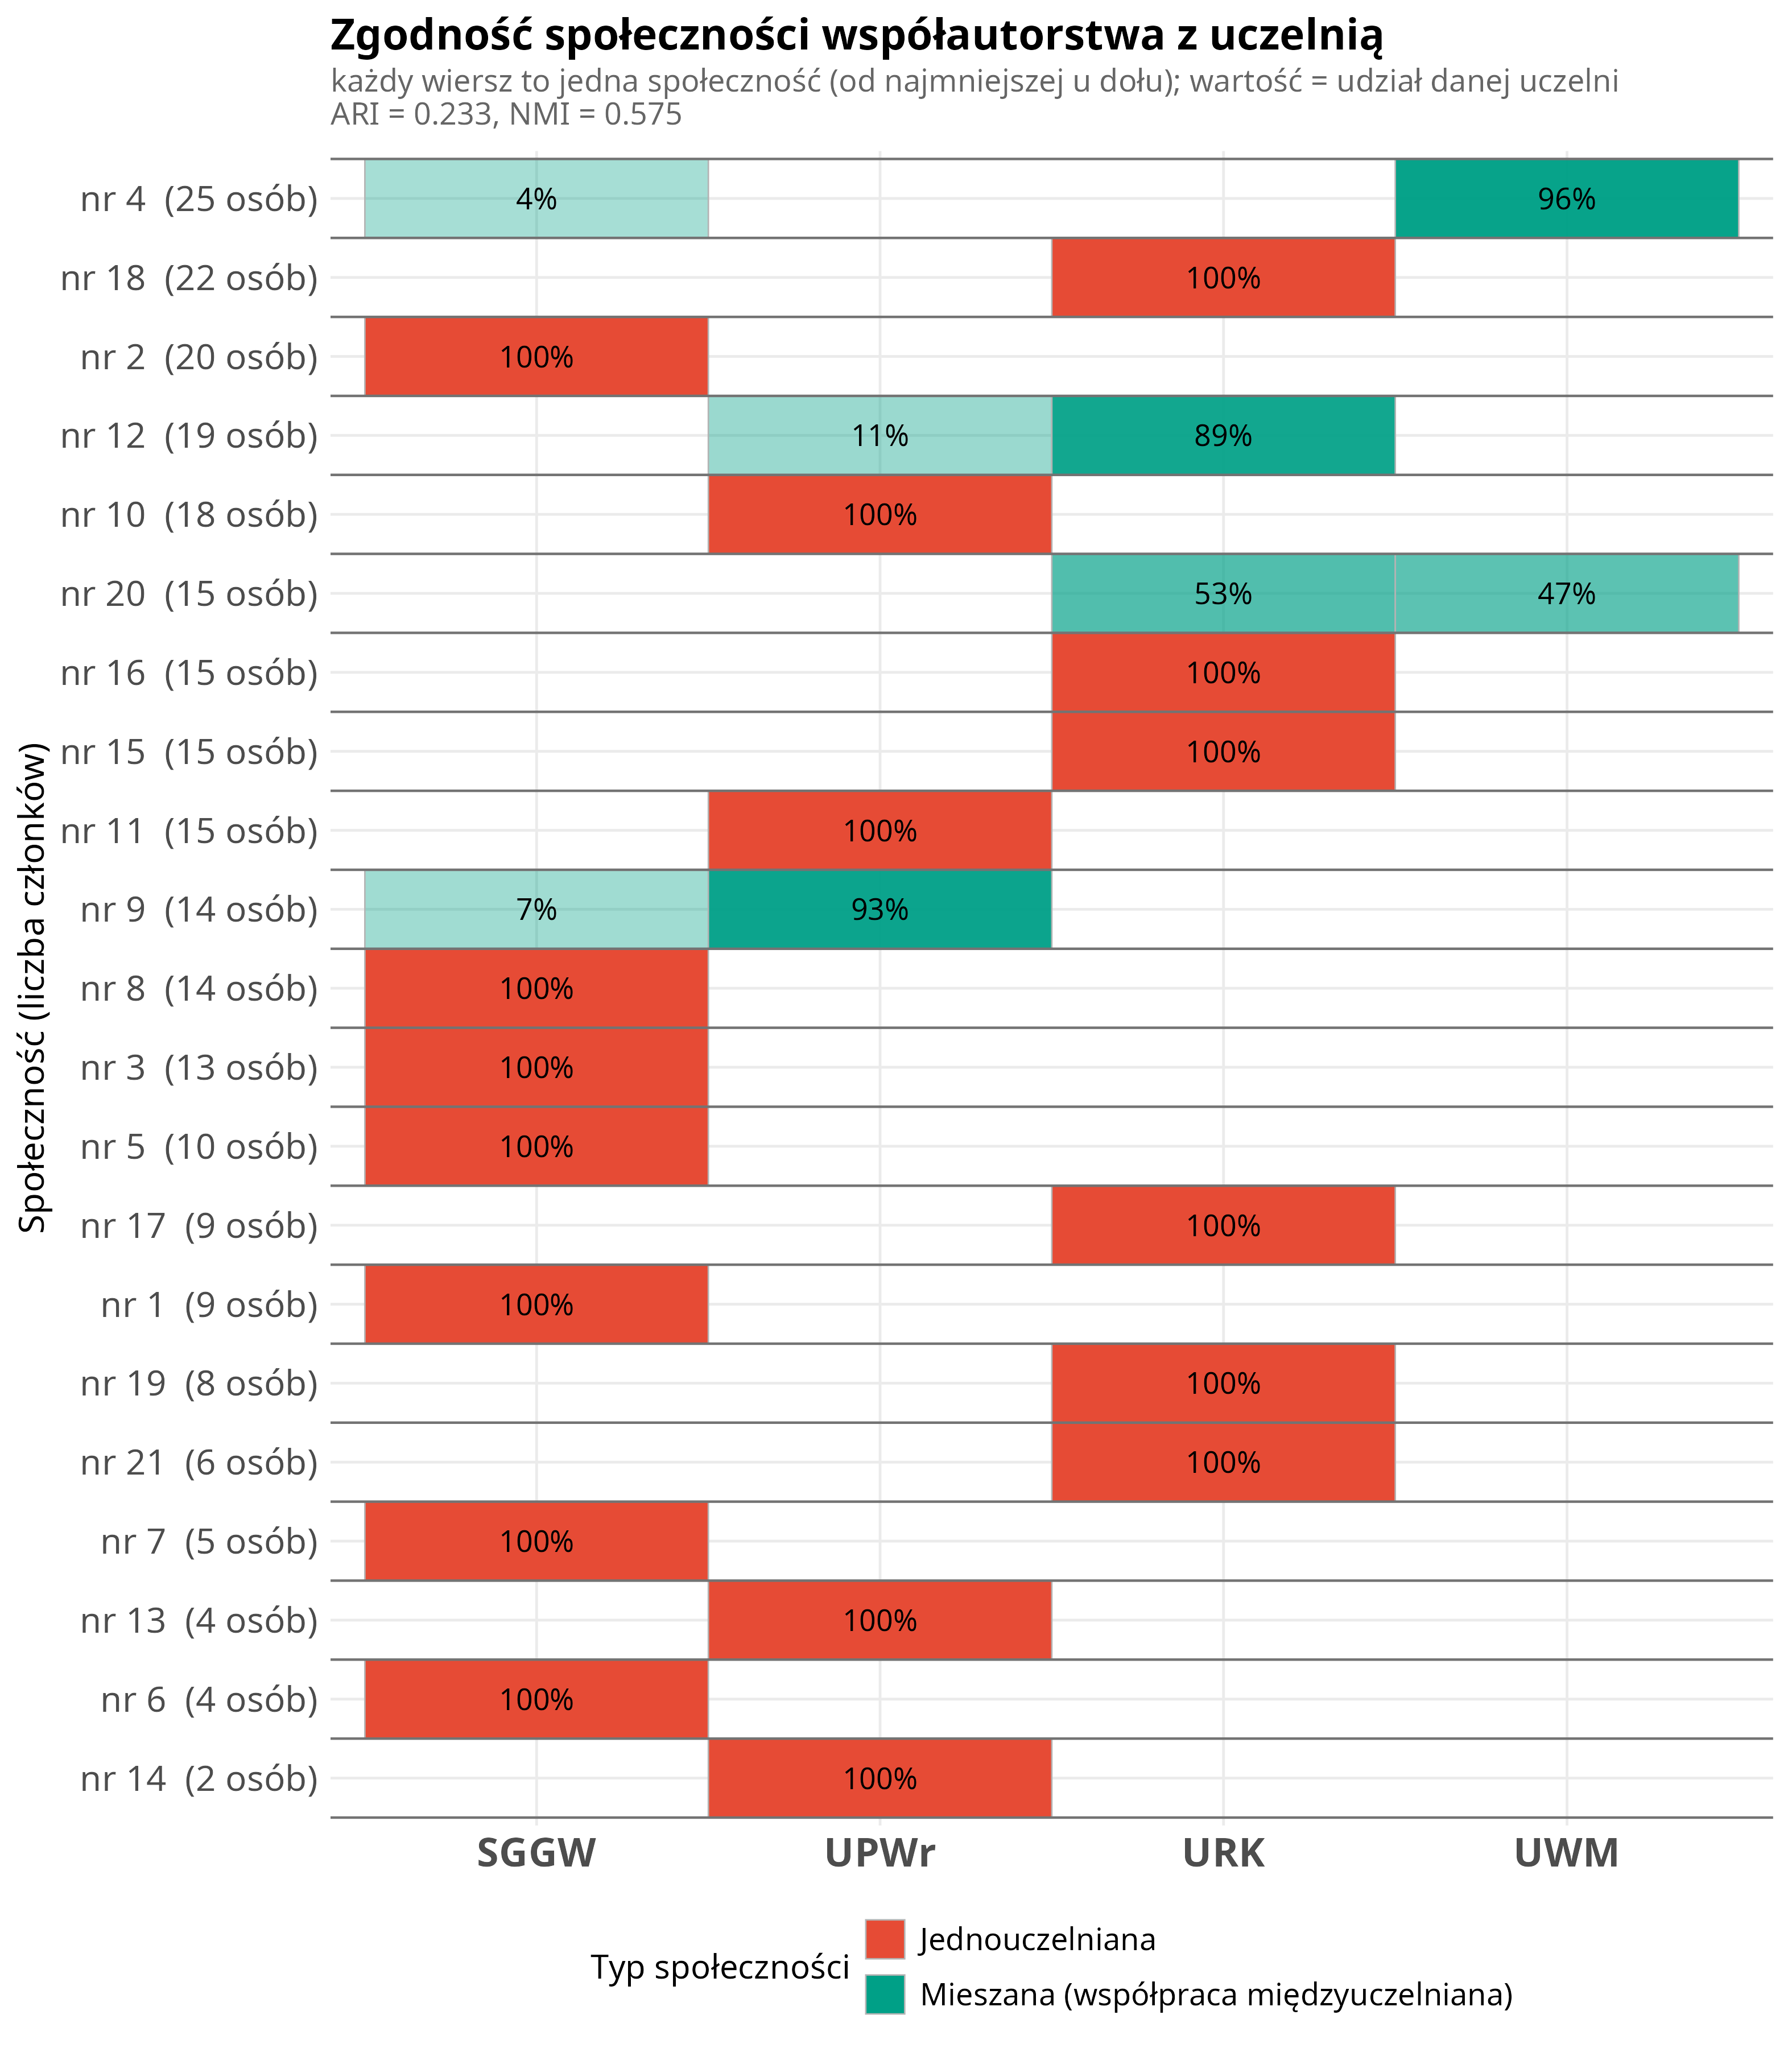 Zgodność społeczności współautorstwa z uczelnią
każdy wiersz to jedna społeczność (od najmniejszej u dołu); wartość = udział danej uczelni
ARI = 0.233, NMI = 0.575
Społeczność (liczba członków)
nr 4  (25 osób) 4% 96%
nr 18  (22 osób) 100%
nr 2  (20 osób) 100%
nr 12  (19 osób) 11% 89%
nr 10  (18 osób) 100%
nr 20  (15 osób) 53% 47%
nr 16  (15 osób) 100%
nr 15  (15 osób) 100%
nr 11  (15 osób) 100%
nr 9  (14 osób) 7% 93%
nr 8  (14 osób) 100%
nr 3  (13 osób) 100%
nr 5  (10 osób) 100%
nr 17  (9 osób) 100%
nr 1  (9 osób) 100%
nr 19  (8 osób) 100%
nr 21  (6 osób) 100%
nr 7  (5 osób) 100%
nr 13  (4 osób) 100%
nr 6  (4 osób) 100%
nr 14  (2 osób) 100%
SGGW UPWr URK UWM
Typ społeczności
Jednouczelniana
Mieszana (współpraca międzyuczelniana)